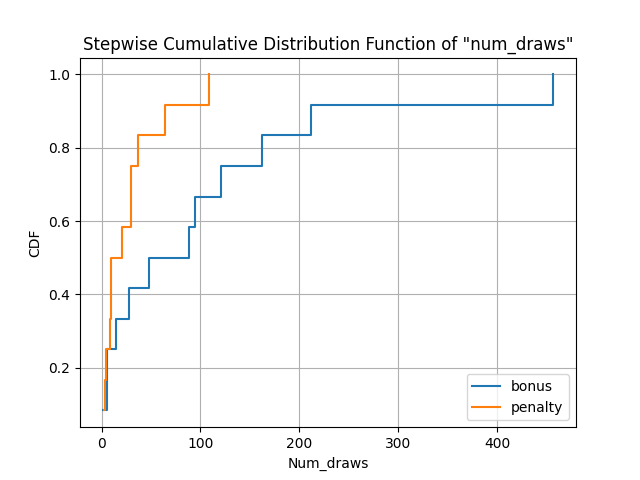 Stepwise Cumulative Distribution Function of "num_draws"
1.0
0.8
0.6
0.4
0.2
CDF
0
100
200
300
400
Num_draws
bonus
penalty